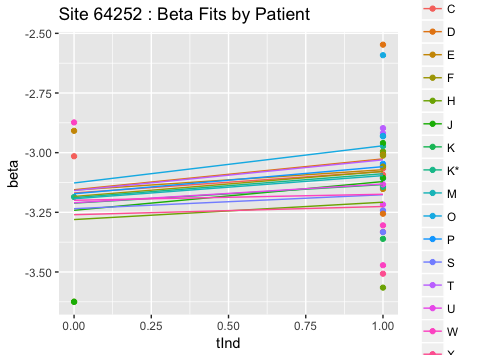 Site 64252 : Beta Fits by Patient
-2.50
-2.75
-3.00
-3.25
-3.50
beta
0.00 0.25 0.50 0.75 1.00
tInd
C
D
E
F
H
J
K
K*
M
O
P
S
T
U
W